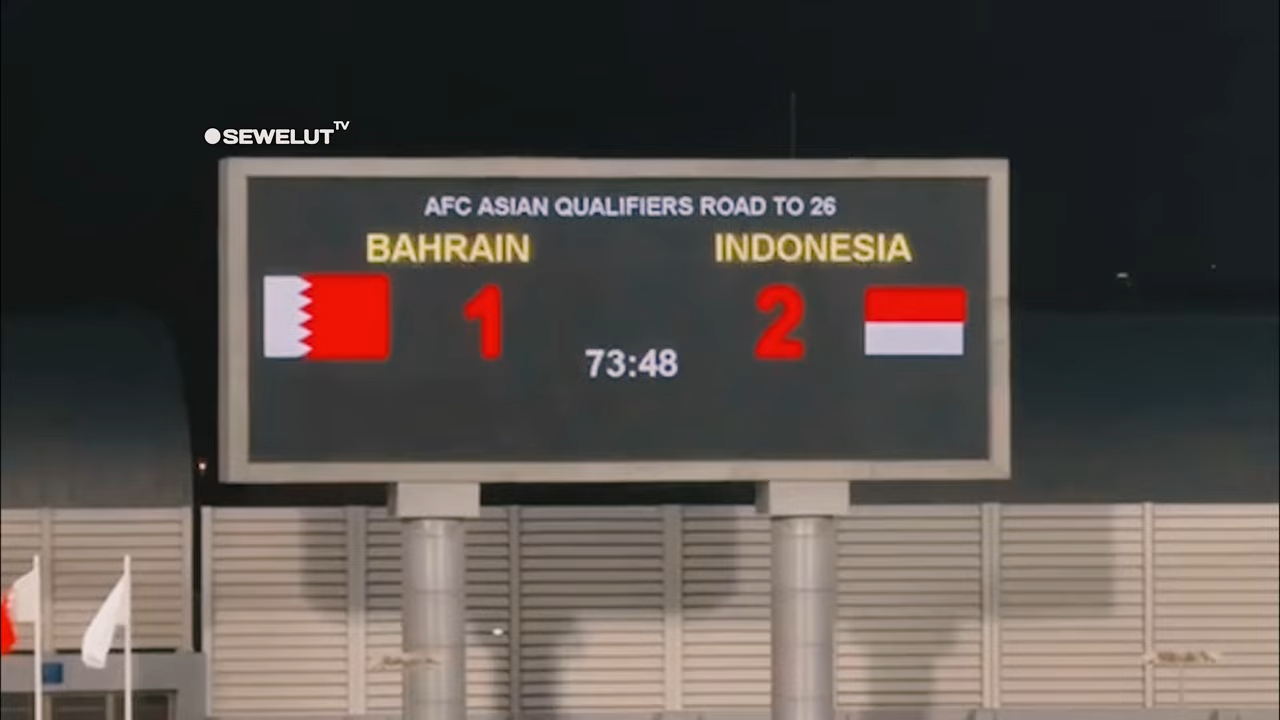 SEWELUT TV
AFC ASIAN QUALIFIERS ROAD TO 26
BAHRAIN INDONESIA
1 2
73:48